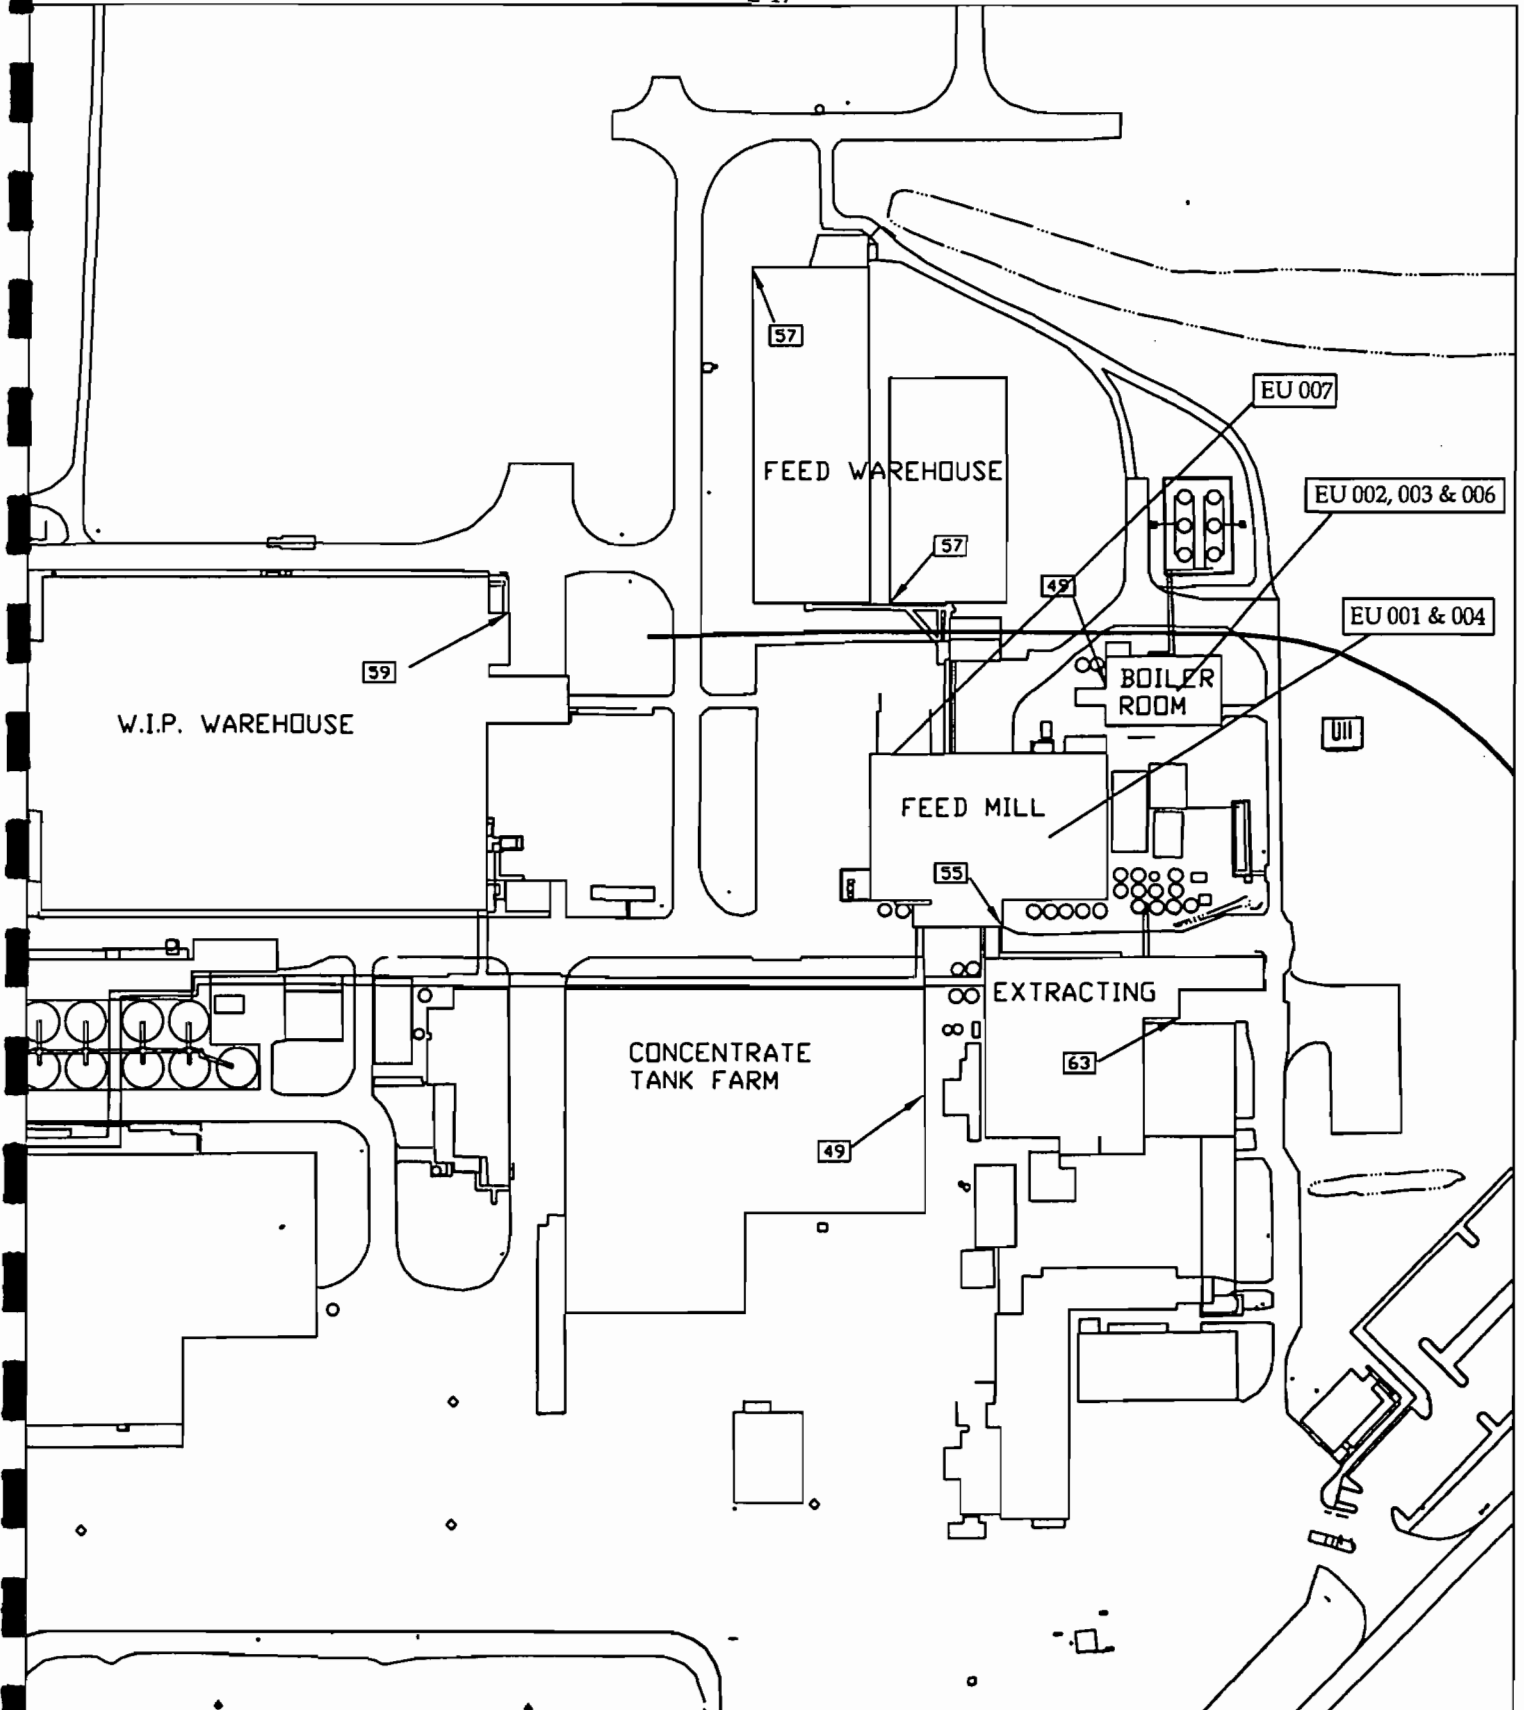 57
EU 007
FEED WAREHOUSE
EU 002, 003 & 006
57
49
EU 001 & 004
59
BOILER
ROOM
W.I.P. WAREHOUSE
FEED MILL
55
EXTRACTING
CONCENTRATE
TANK FARM
63
49